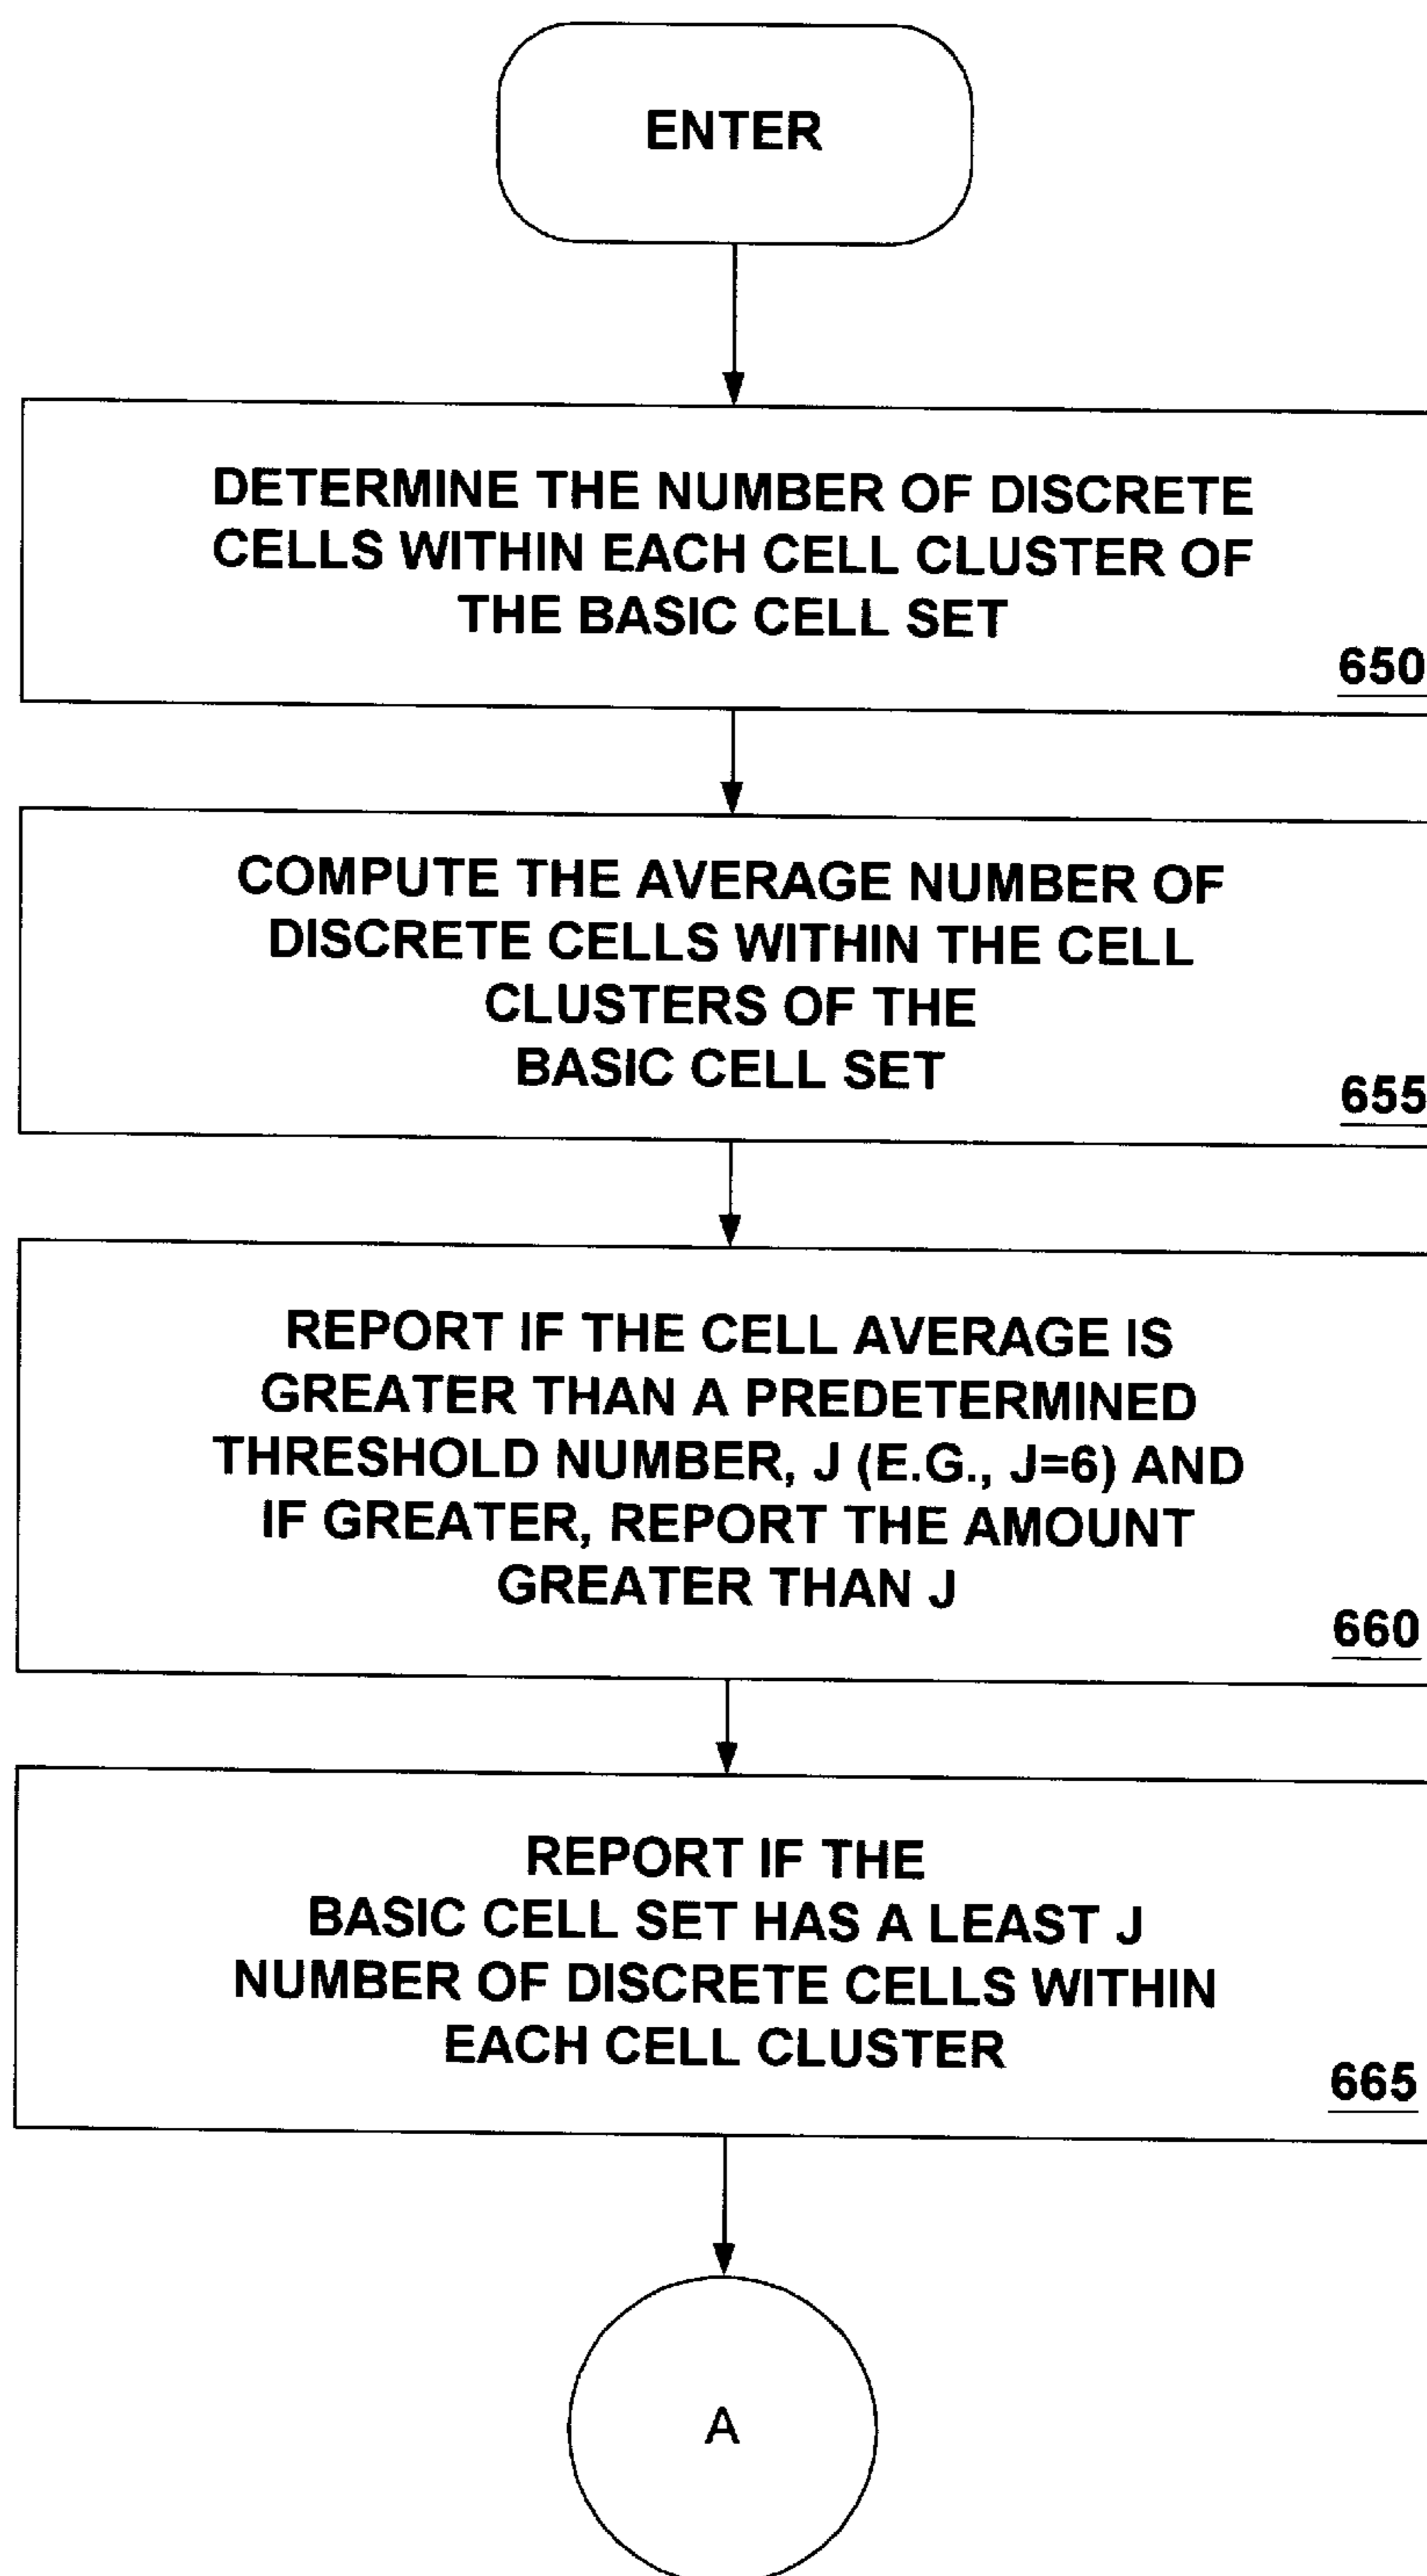 ENTER
DETERMINE THE NUMBER OF DISCRETE
CELLS WITHIN EACH CELL CLUSTER OF
THE BASIC CELL SET
650
COMPUTE THE AVERAGE NUMBER OF
DISCRETE CELLS WITHIN THE CELL
CLUSTERS OF THE
BASIC CELL SET
655
REPORT IF THE CELL AVERAGE IS
GREATER THAN A PREDETERMINED
THRESHOLD NUMBER, J (E.G., J=6) AND
IF GREATER, REPORT THE AMOUNT
GREATER THAN J
660
REPORT IF THE
BASIC CELL SET HAS A LEAST J
NUMBER OF DISCRETE CELLS WITHIN
EACH CELL CLUSTER
665
A